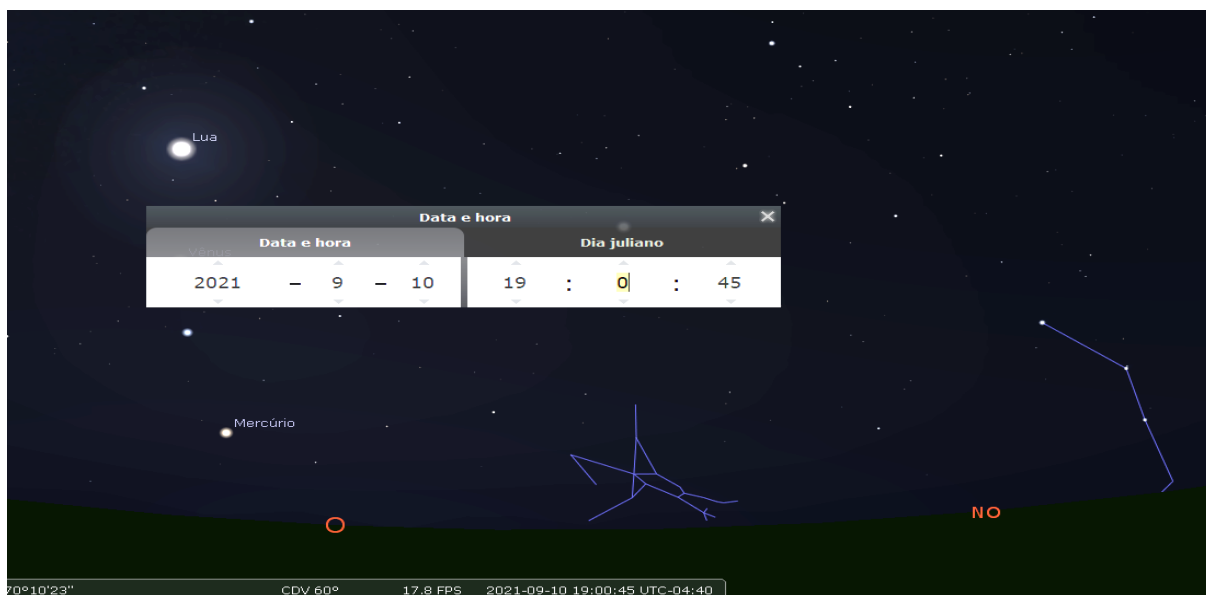 Lua
Data e hora
Data e hora
Dia juliano
Vênus
2021 – 9 – 10
19 : 0 : 45
Mercúrio
O
NO
70°10'23"
CDV 60°
17.8 FPS
2021-09-10 19:00:45 UTC-04:40